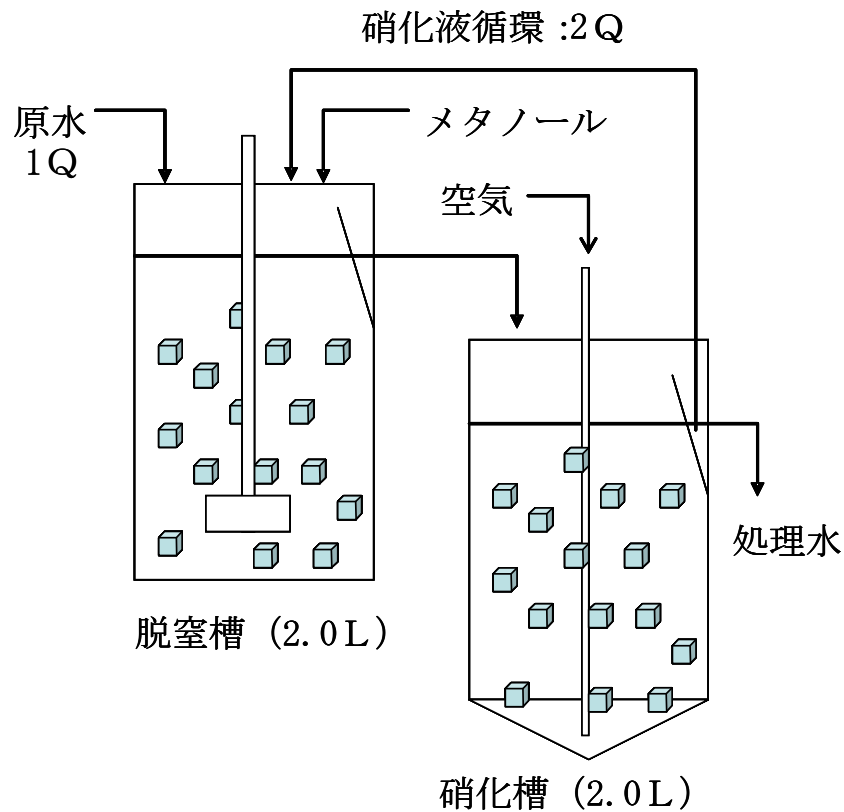 硝化液循環:2Q
原水
1Q
メタノール
空気
脱窒槽(2.0L)
処理水
硝化槽(2.0L)